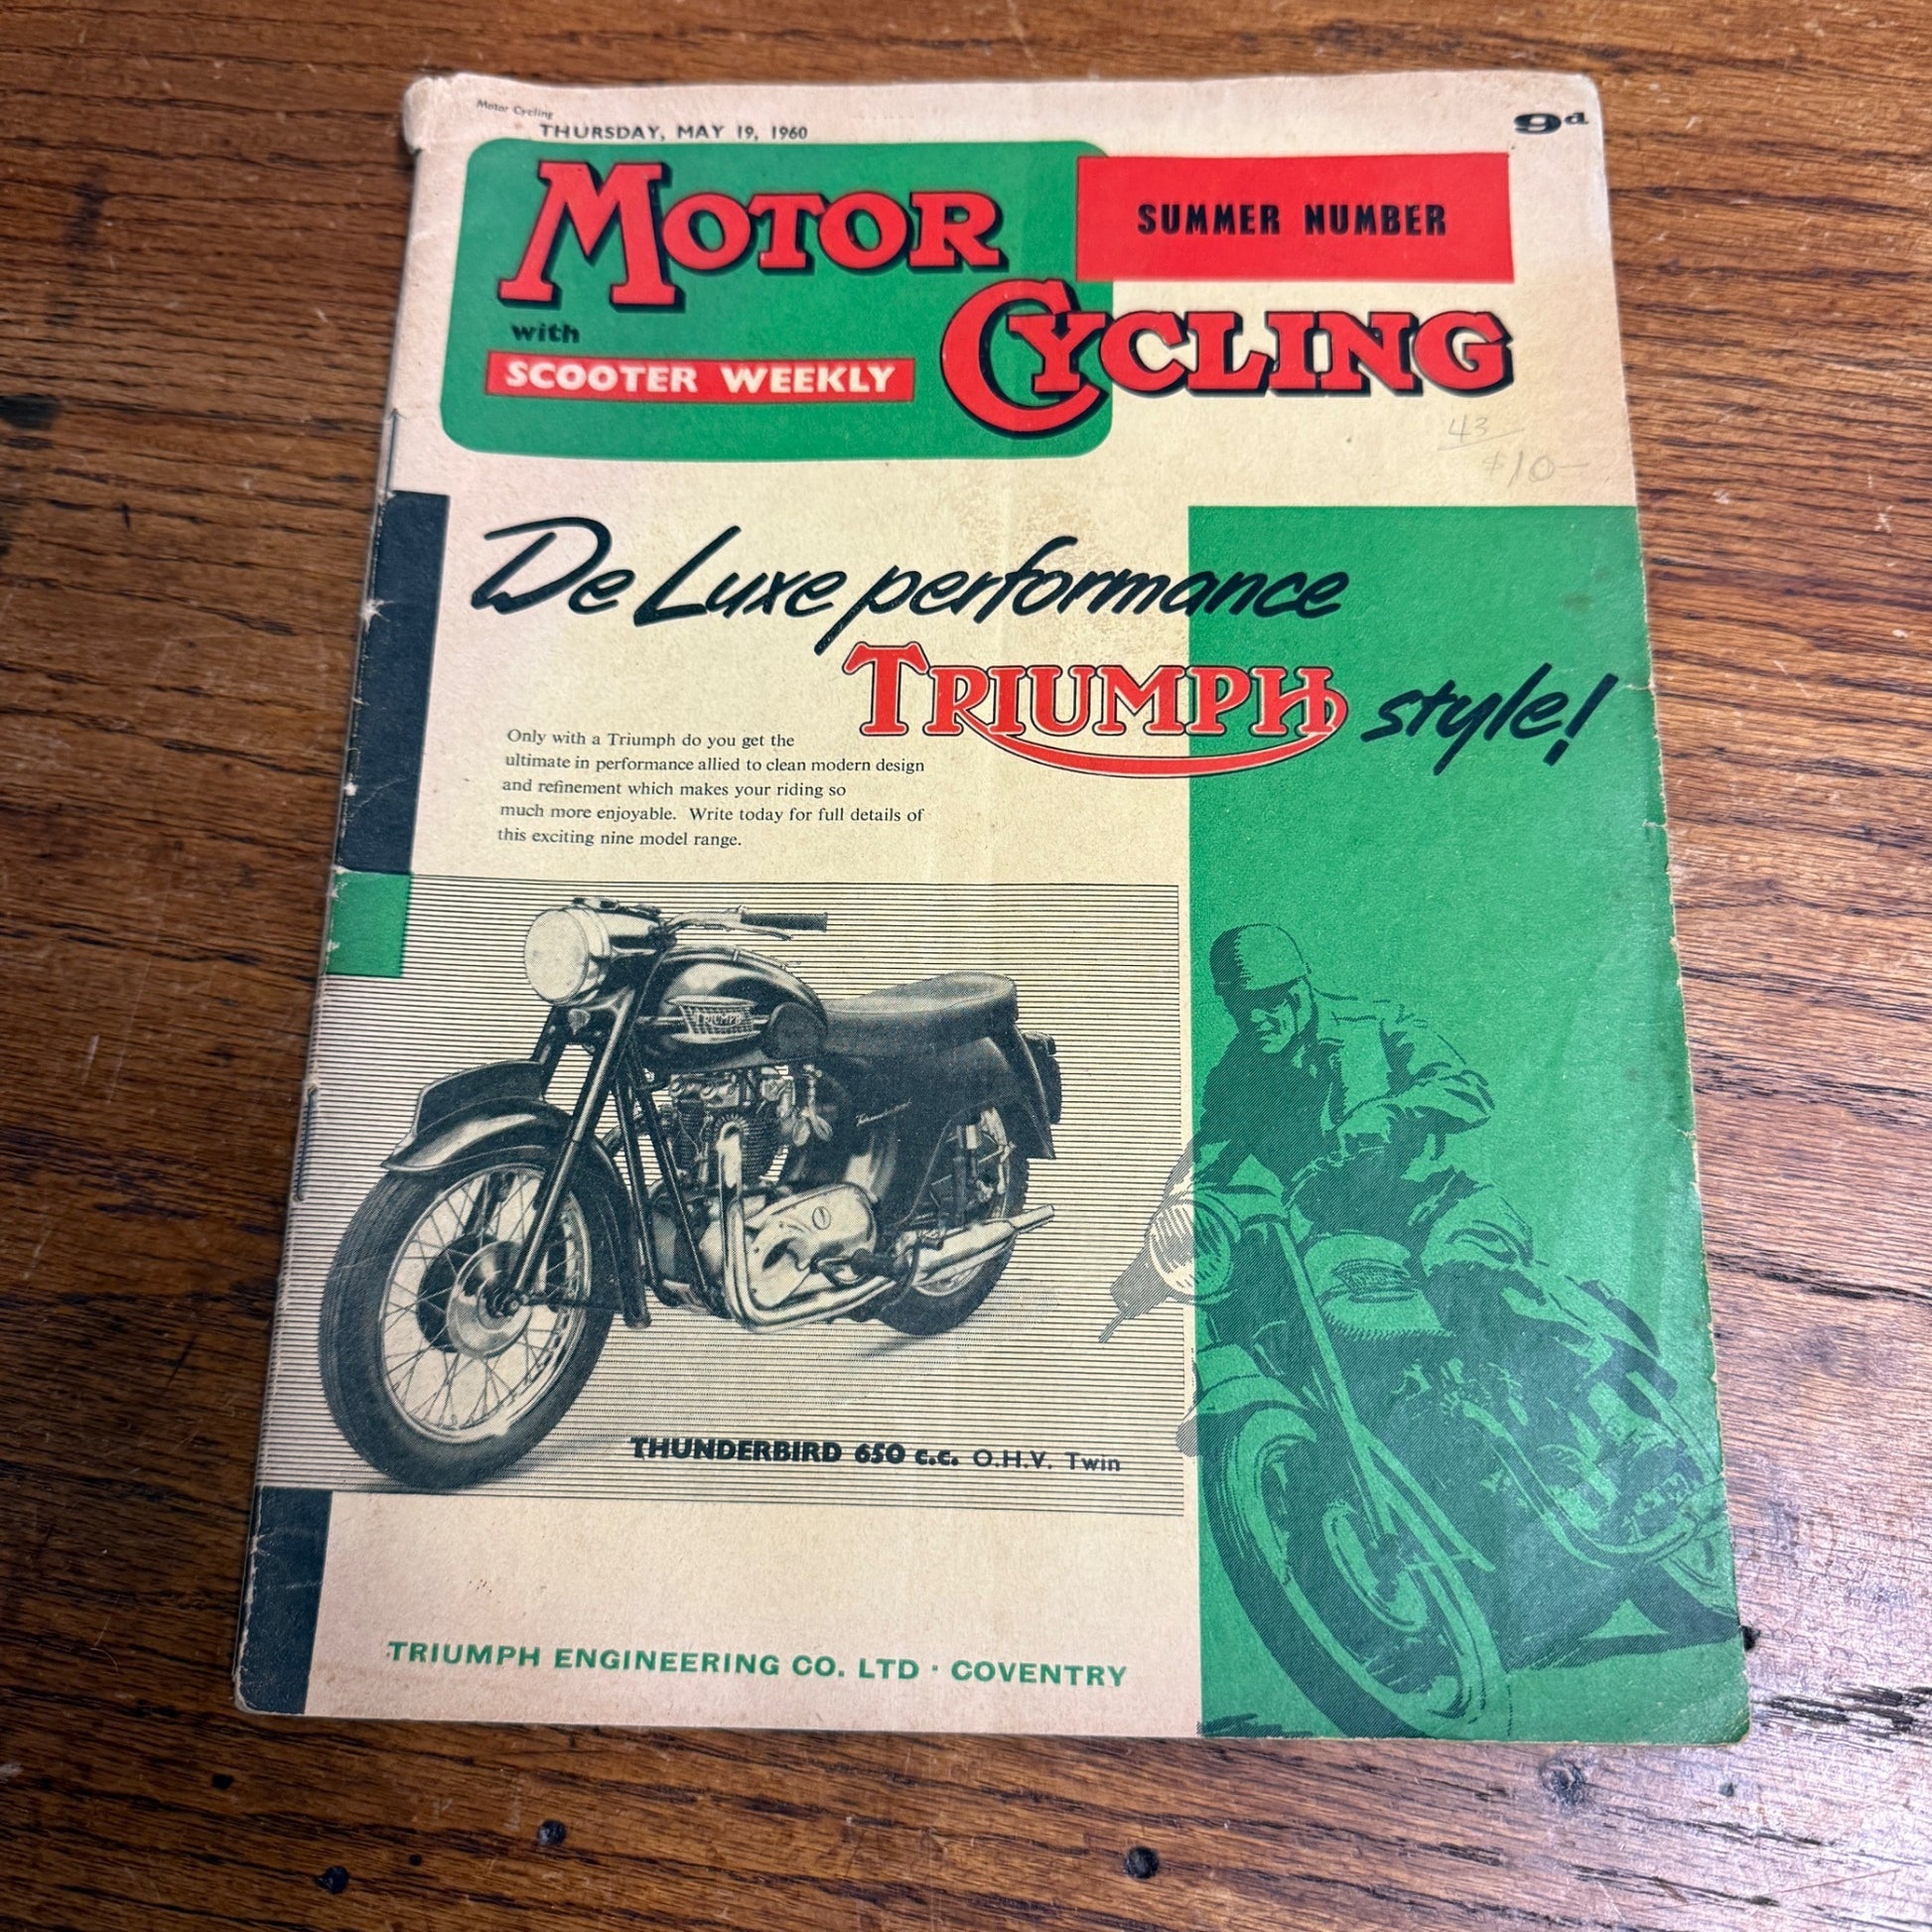 Motor Cycling
THURSDAY, MAY 19, 1960
9d
MOTOR
SUMMER NUMBER
CYCLING
with
SCOOTER WEEKLY
43
$10-
De Luxe performance
TRIUMPH style!
Only with a Triumph do you get the
ultimate in performance allied to clean modern design
and refinement which makes your riding so
much more enjoyable. Write today for full details of
this exciting nine model range.
TRIUMPH
Thunderbird
THUNDERBIRD 650 c.c. O.H.V. Twin
TRIUMPH ENGINEERING CO. LTD · COVENTRY